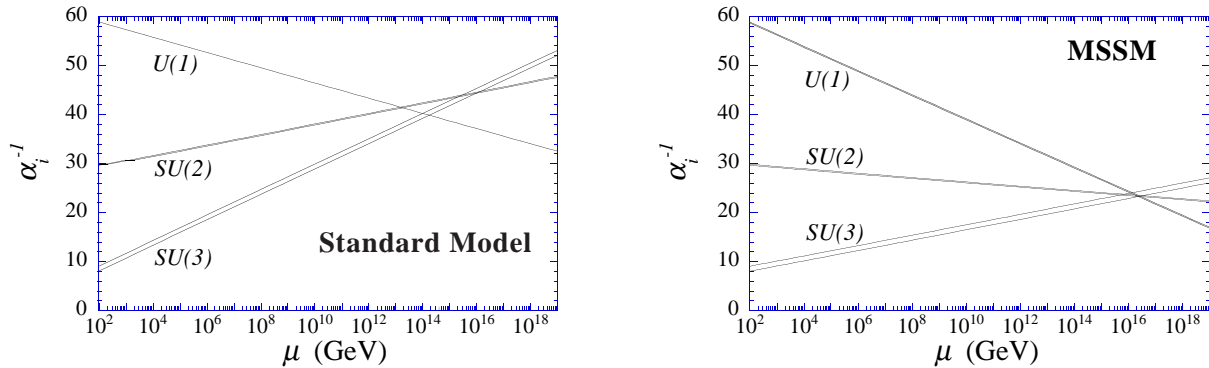 60
50
40
30
20
10
0
α_i^{-1}
U(1)
SU(2)
SU(3)
Standard Model
10^2 10^4 10^6 10^8 10^10 10^12 10^14 10^16 10^18
μ (GeV)
60
50
40
30
20
10
0
α_i^{-1}
MSSM
U(1)
SU(2)
SU(3)
10^2 10^4 10^6 10^8 10^10 10^12 10^14 10^16 10^18
μ (GeV)